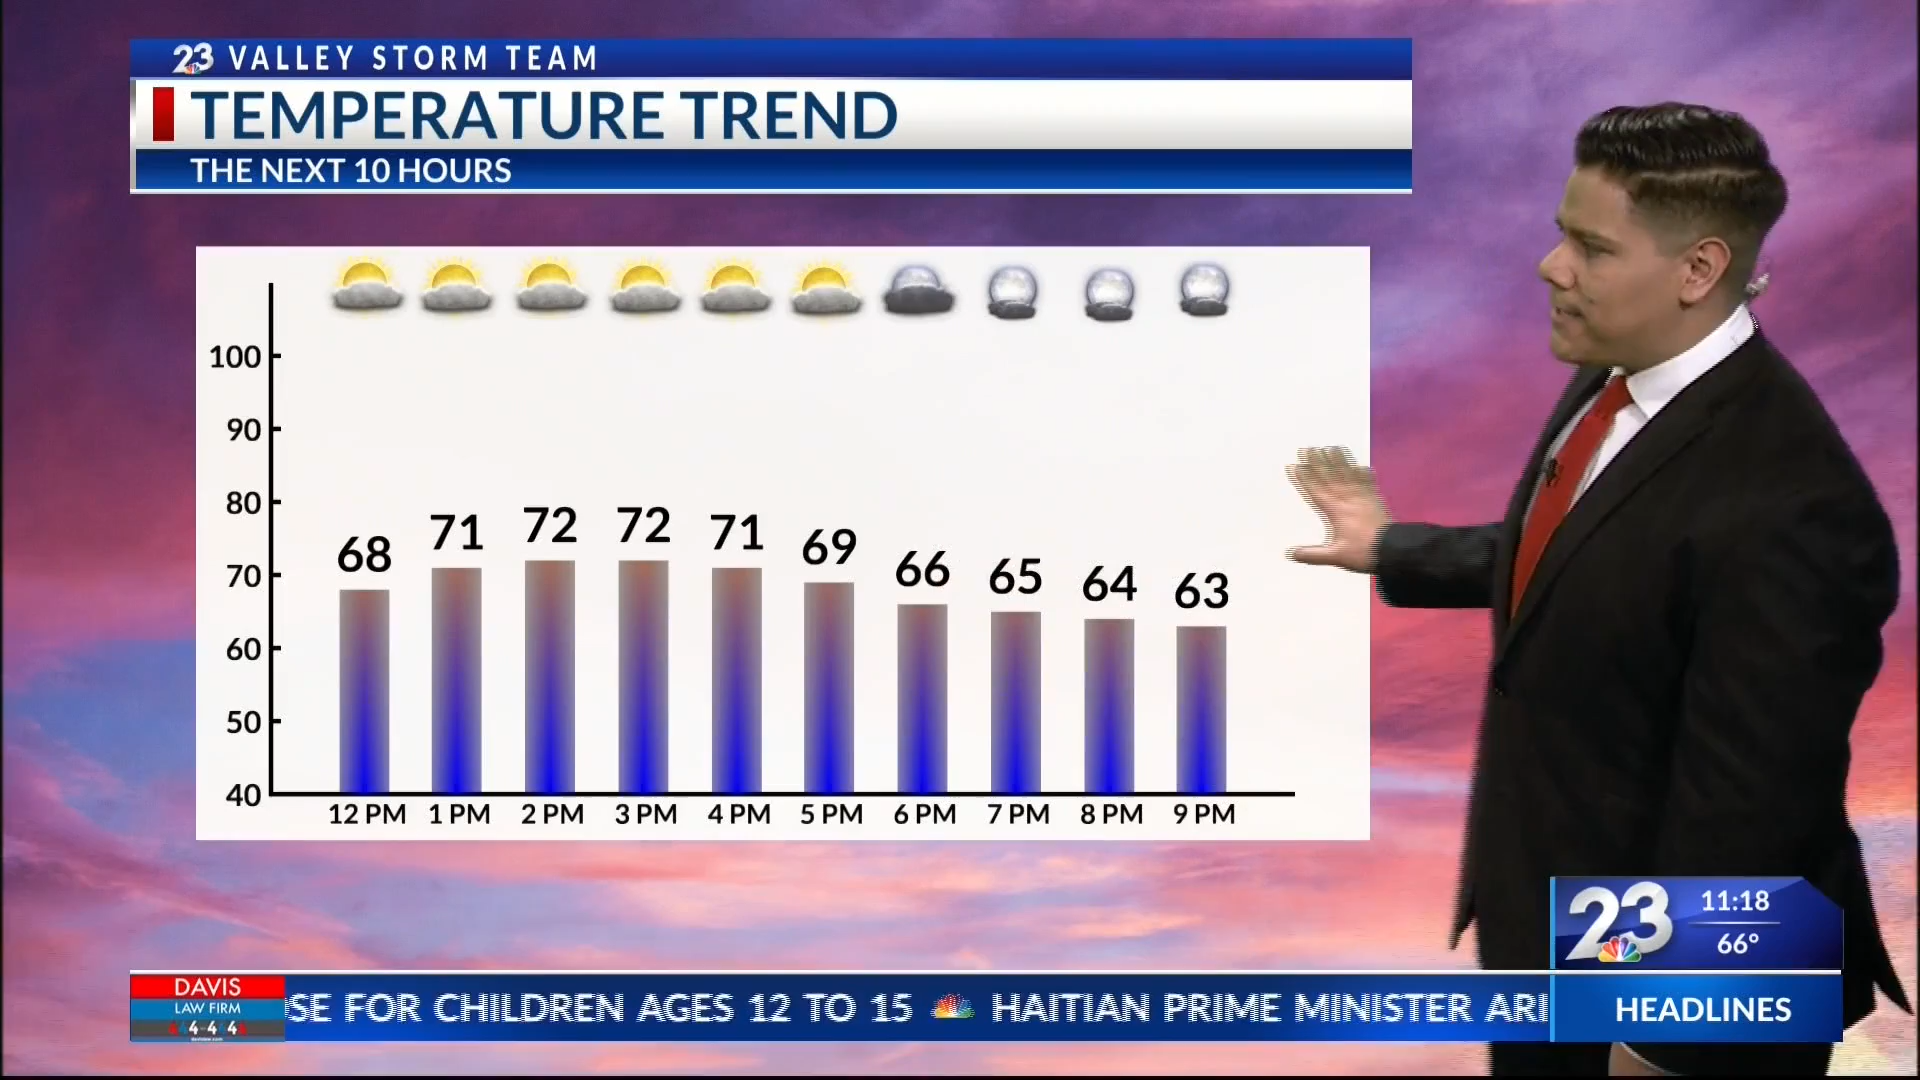 23 VALLEY STORM TEAM
TEMPERATURE TREND
THE NEXT 10 HOURS
100
90
80
70
60
50
40
68 71 72 72 71 69 66 65 64 63
12 PM 1 PM 2 PM 3 PM 4 PM 5 PM 6 PM 7 PM 8 PM 9 PM
23
11:18
66°
DAVIS
LAW FIRM
OSE FOR CHILDREN AGES 12 TO 15 HAITIAN PRIME MINISTER ARI
HEADLINES